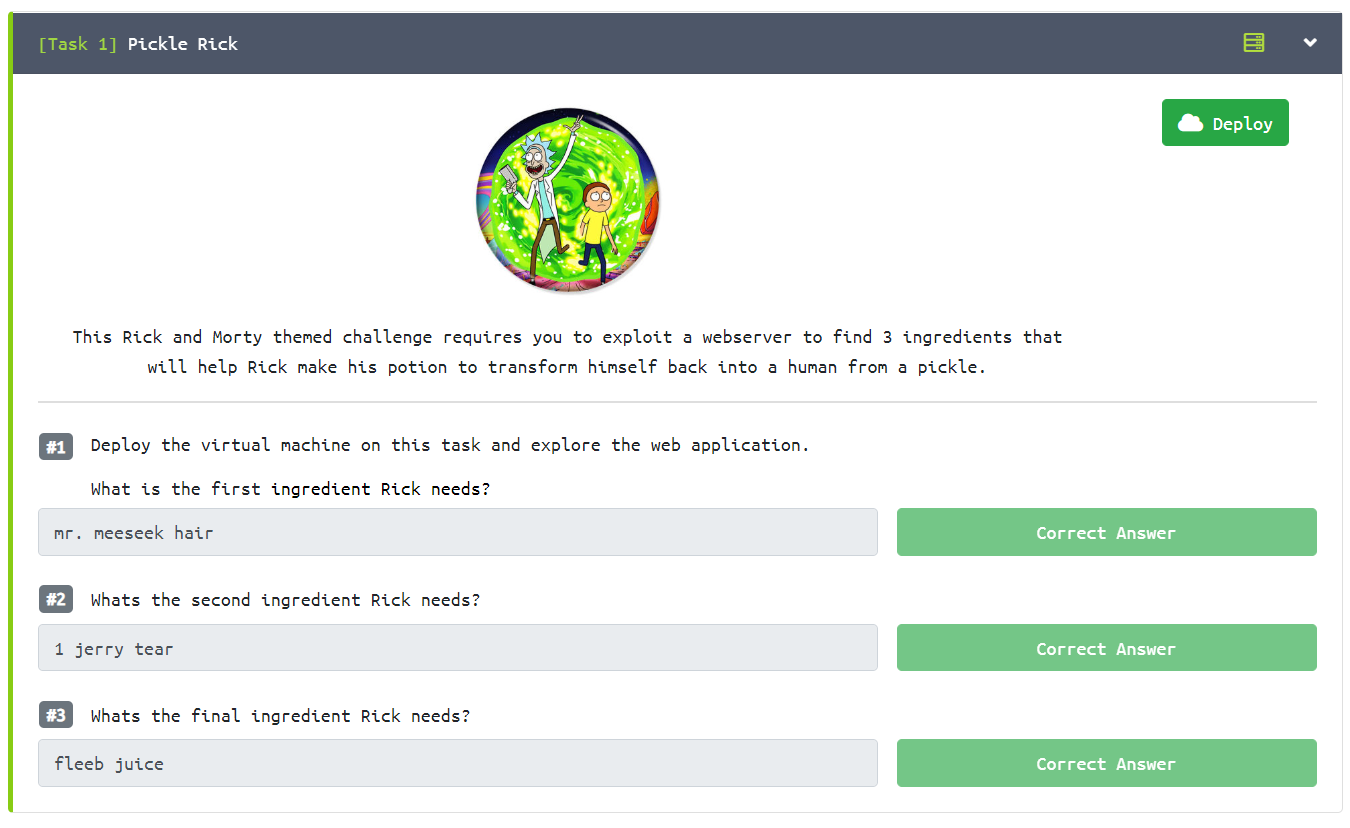 [Task 1] Pickle Rick
Deploy
This Rick and Morty themed challenge requires you to exploit a webserver to find 3 ingredients that
will help Rick make his potion to transform himself back into a human from a pickle.
#1 Deploy the virtual machine on this task and explore the web application.
What is the first ingredient Rick needs?
mr. meeseek hair Correct Answer
#2 Whats the second ingredient Rick needs?
1 jerry tear Correct Answer
#3 Whats the final ingredient Rick needs?
fleeb juice Correct Answer